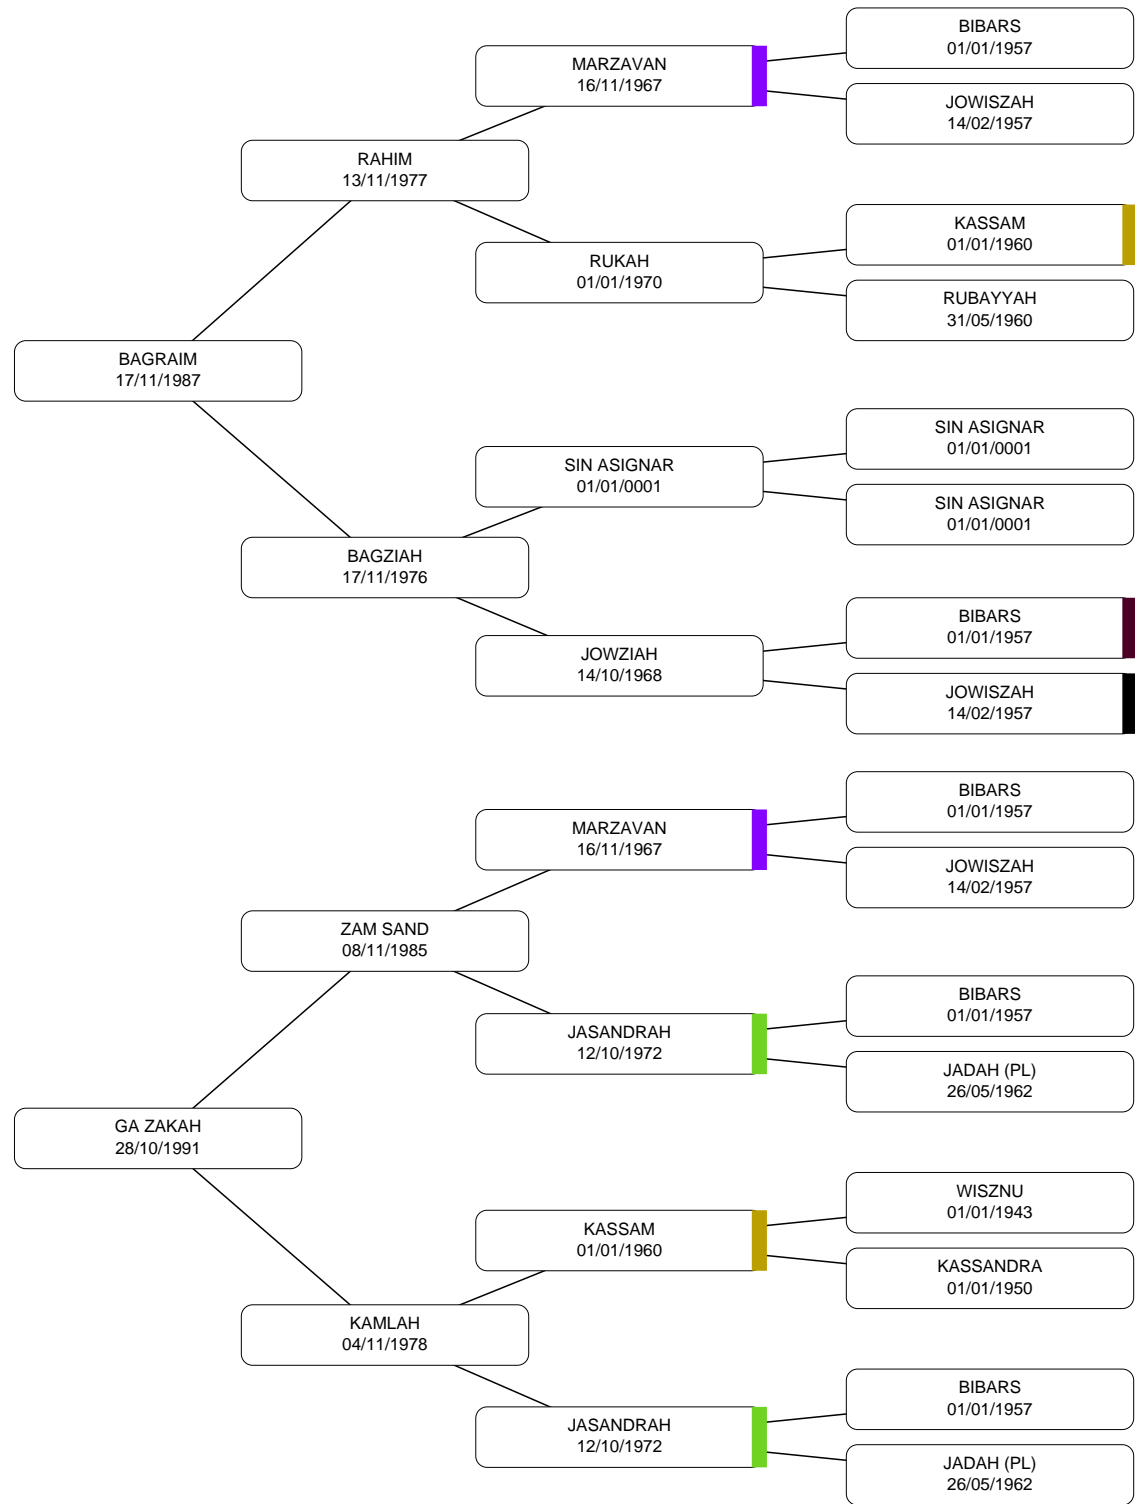 BIBARS
01/01/1957
MARZAVAN
16/11/1967
JOWISZAH
14/02/1957
RAHIM
13/11/1977
KASSAM
01/01/1960
RUKAH
01/01/1970
RUBAYYAH
31/05/1960
BAGRAIM
17/11/1987
SIN ASIGNAR
01/01/0001
SIN ASIGNAR
01/01/0001
SIN ASIGNAR
01/01/0001
BAGZIAH
17/11/1976
BIBARS
01/01/1957
JOWZIAH
14/10/1968
JOWISZAH
14/02/1957
BIBARS
01/01/1957
MARZAVAN
16/11/1967
JOWISZAH
14/02/1957
ZAM SAND
08/11/1985
BIBARS
01/01/1957
JASANDRAH
12/10/1972
JADAH (PL)
26/05/1962
GA ZAKAH
28/10/1991
WISZNU
01/01/1943
KASSAM
01/01/1960
KASSANDRA
01/01/1950
KAMLAH
04/11/1978
BIBARS
01/01/1957
JASANDRAH
12/10/1972
JADAH (PL)
26/05/1962